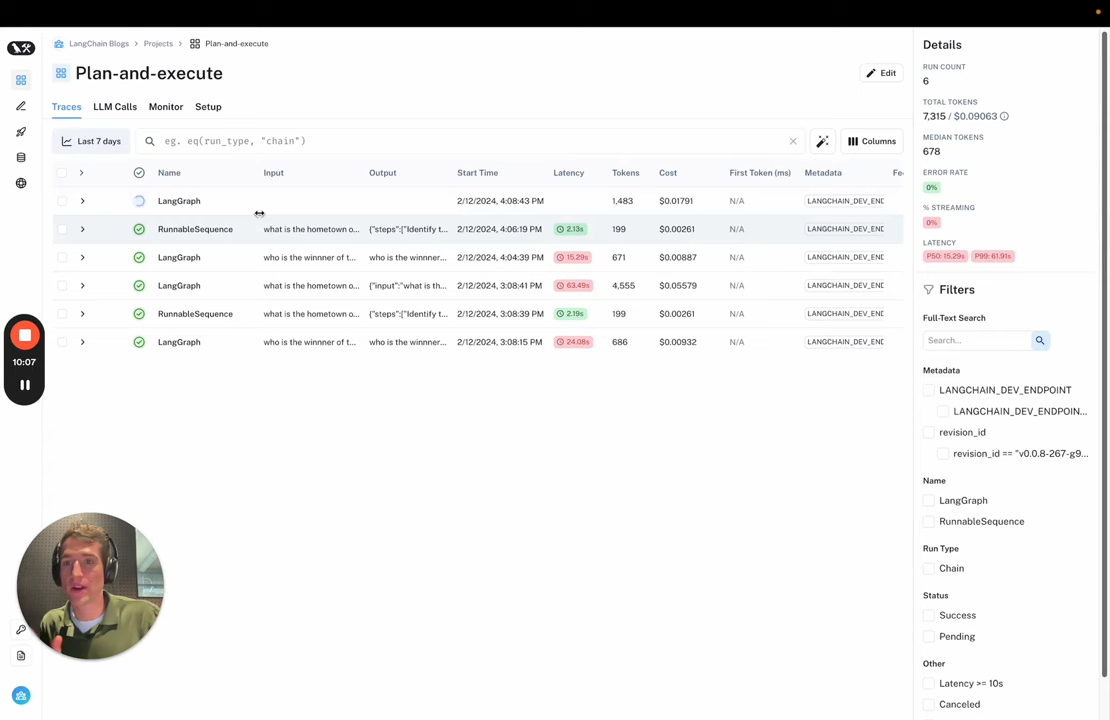 LangChain Blogs > Projects > Plan-and-execute
Plan-and-execute
Edit
Traces LLM Calls Monitor Setup
Last 7 days
eg. eq(run_type, "chain")
Columns
Name Input Output Start Time Latency Tokens Cost First Token (ms) Metadata Fee
LangGraph 2/12/2024, 4:08:43 PM 1,483 $0.01791 N/A LANGCHAIN_DEV_END
RunnableSequence what is the hometown o... {"steps":["Identify t... 2/12/2024, 4:06:19 PM 2.13s 199 $0.00261 N/A LANGCHAIN_DEV_END
LangGraph who is the winnner of t... who is the winnner... 2/12/2024, 4:04:39 PM 15.29s 671 $0.00887 N/A LANGCHAIN_DEV_END
LangGraph what is the hometown o... {"input":"what is th... 2/12/2024, 3:08:41 PM 63.49s 4,555 $0.05579 N/A LANGCHAIN_DEV_END
RunnableSequence what is the hometown o... {"steps":["Identify t... 2/12/2024, 3:08:39 PM 2.19s 199 $0.00261 N/A LANGCHAIN_DEV_END
LangGraph who is the winnner of t... who is the winnner... 2/12/2024, 3:08:15 PM 24.08s 686 $0.00932 N/A LANGCHAIN_DEV_END
10:07
Details
RUN COUNT
6
TOTAL TOKENS
7,315 / $0.09063
MEDIAN TOKENS
678
ERROR RATE
0%
% STREAMING
0%
LATENCY
P50: 15.29s P99: 61.91s
Filters
Full-Text Search
Search...
Metadata
LANGCHAIN_DEV_ENDPOINT
LANGCHAIN_DEV_ENDPOIN...
revision_id
revision_id == "v0.0.8-267-g9...
Name
LangGraph
RunnableSequence
Run Type
Chain
Status
Success
Pending
Other
Latency >= 10s
Canceled